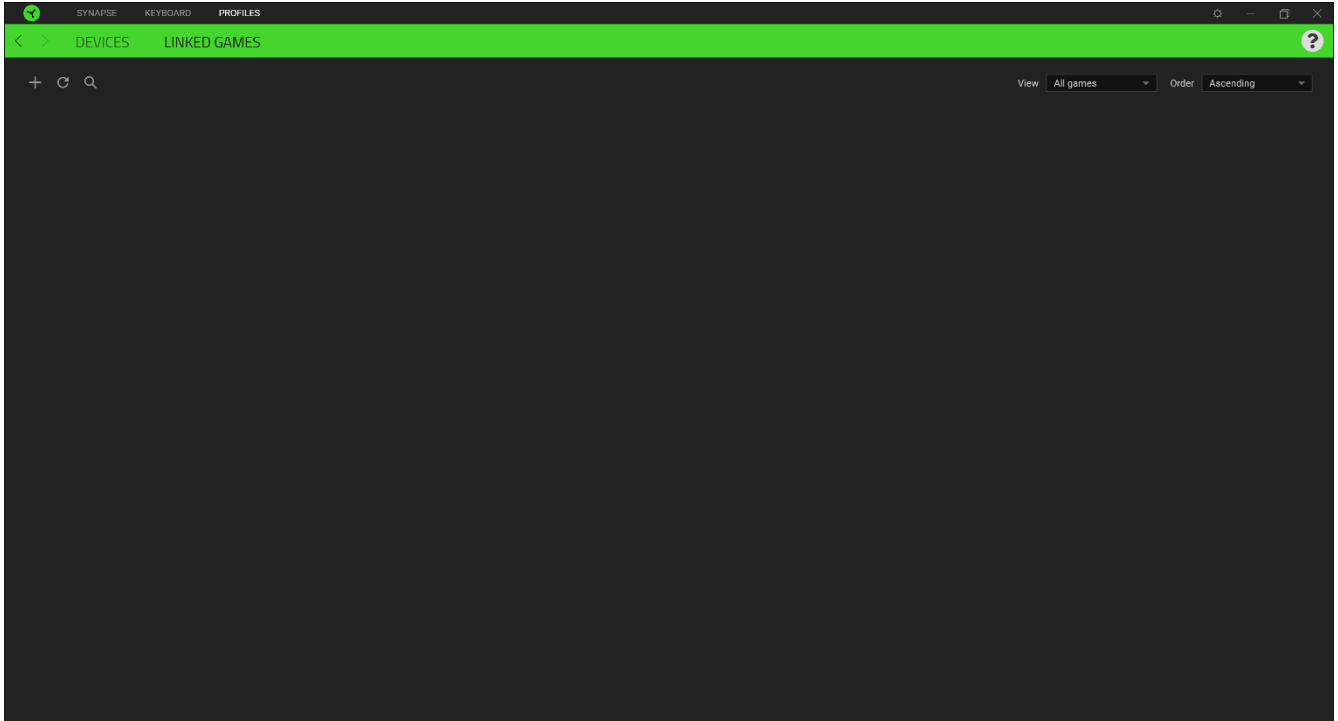 SYNAPSE KEYBOARD PROFILES
DEVICES LINKED GAMES ?
View All games Order Ascending